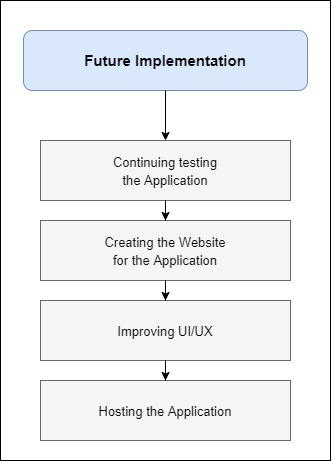 Future Implementation
Continuing testing
the Application
Creating the Website
for the Application
Improving UI/UX
Hosting the Application